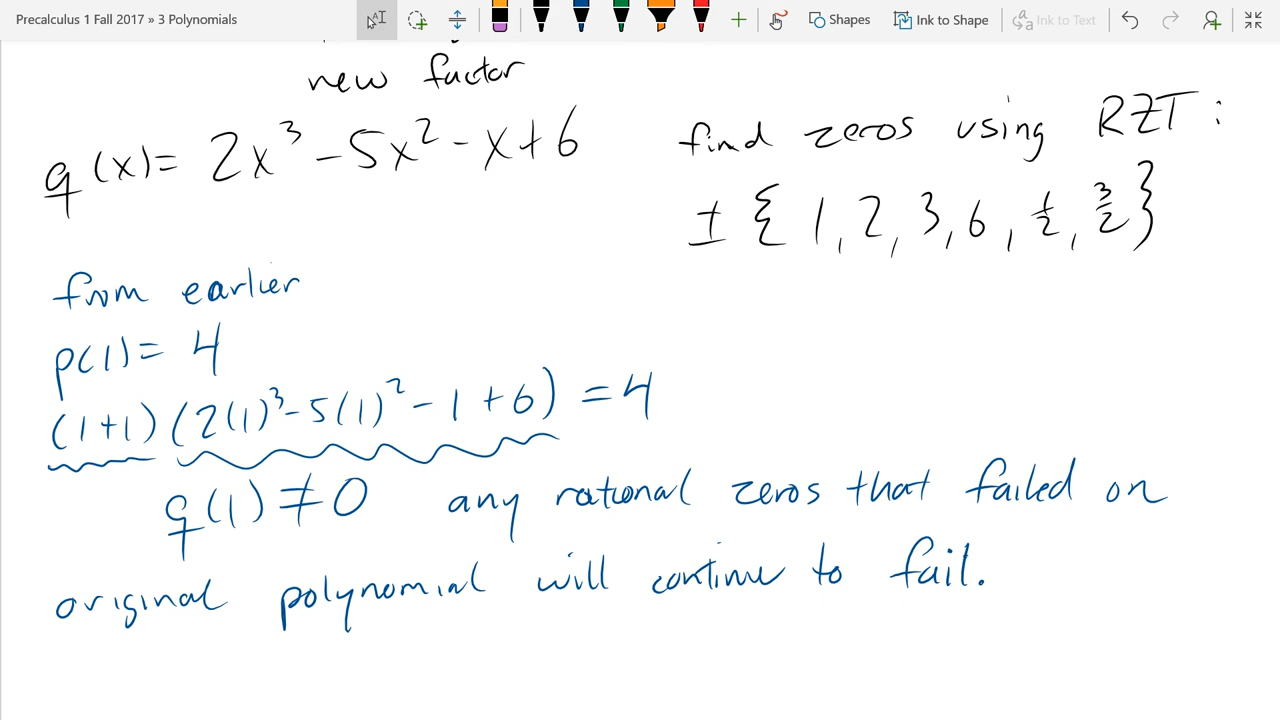 Precalculus 1 Fall 2017 » 3 Polynomials
Shapes
Ink to Shape
Ink to Text
new factor
q(x)= 2x³ - 5x² - x + 6
find zeros using RZT:
± { 1, 2, 3, 6, 1/2, 3/2 }
from earlier
p(1) = 4
(1+1) (2(1)³ - 5(1)² - 1 + 6) = 4
q(1) ≠ 0 any rational zeros that failed on
original polynomial will continue to fail.